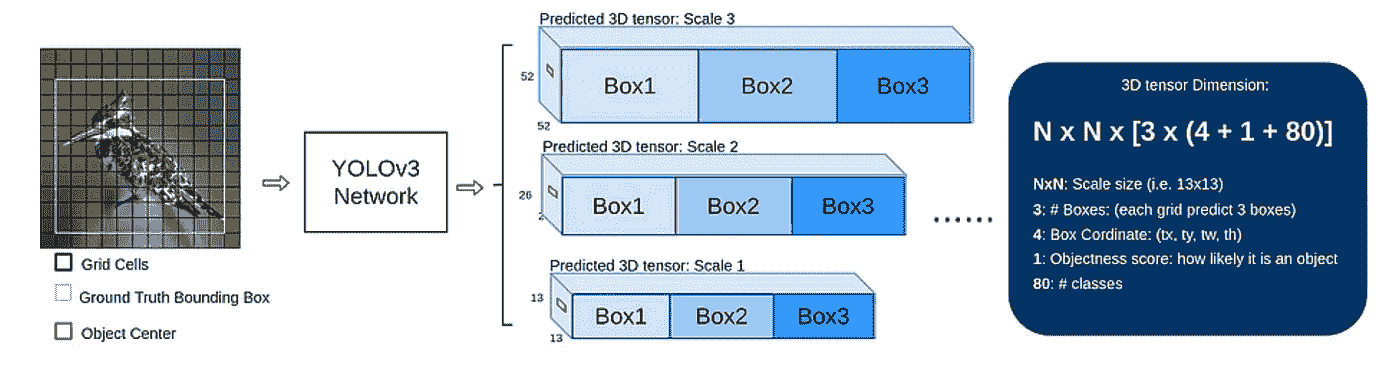 Grid Cells
Ground Truth Bounding Box
Object Center
YOLOv3
Network
Predicted 3D tensor: Scale 3
52
52
Box1
Box2
Box3
Predicted 3D tensor: Scale 2
26
2
Box1
Box2
Box3
Predicted 3D tensor: Scale 1
13
13
Box1
Box2
Box3
3D tensor Dimension:
N x N x [3 x (4 + 1 + 80)]
NxN: Scale size (i.e. 13x13)
3: # Boxes: (each grid predict 3 boxes)
4: Box Cordinate: (tx, ty, tw, th)
1: Objectness score: how likely it is an object
80: # classes